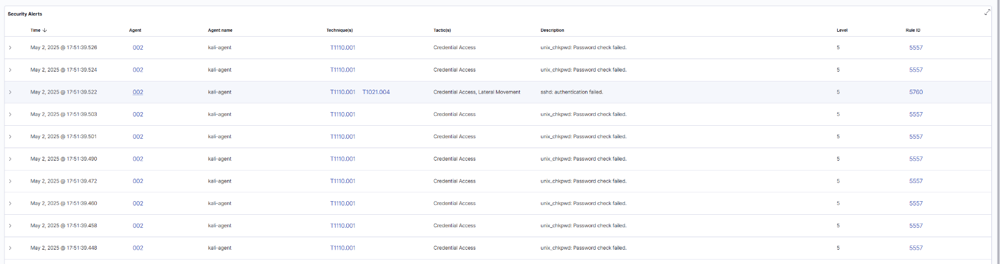 Security Alerts
Time Agent Agent name Technique(s) Tactic(s) Description Level Rule ID
May 2, 2025 @ 17:51:39.526 002 kali-agent T1110.001 Credential Access unix_chkpwd: Password check failed. 5 5557
May 2, 2025 @ 17:51:39.524 002 kali-agent T1110.001 Credential Access unix_chkpwd: Password check failed. 5 5557
May 2, 2025 @ 17:51:39.522 002 kali-agent T1110.001 T1021.004 Credential Access, Lateral Movement sshd: authentication failed. 5 5760
May 2, 2025 @ 17:51:39.503 002 kali-agent T1110.001 Credential Access unix_chkpwd: Password check failed. 5 5557
May 2, 2025 @ 17:51:39.501 002 kali-agent T1110.001 Credential Access unix_chkpwd: Password check failed. 5 5557
May 2, 2025 @ 17:51:39.490 002 kali-agent T1110.001 Credential Access unix_chkpwd: Password check failed. 5 5557
May 2, 2025 @ 17:51:39.472 002 kali-agent T1110.001 Credential Access unix_chkpwd: Password check failed. 5 5557
May 2, 2025 @ 17:51:39.460 002 kali-agent T1110.001 Credential Access unix_chkpwd: Password check failed. 5 5557
May 2, 2025 @ 17:51:39.458 002 kali-agent T1110.001 Credential Access unix_chkpwd: Password check failed. 5 5557
May 2, 2025 @ 17:51:39.448 002 kali-agent T1110.001 Credential Access unix_chkpwd: Password check failed. 5 5557